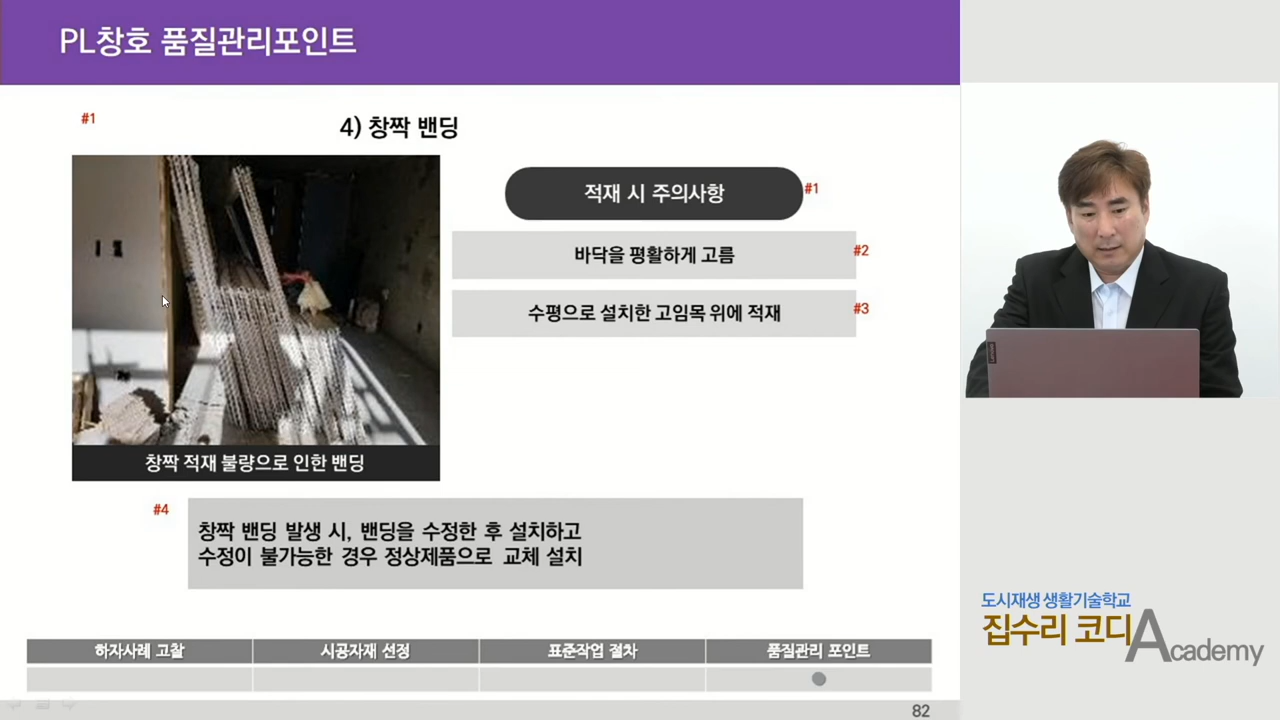 PL창호 품질관리포인트
#1
4) 창짝 밴딩
적재 시 주의사항
#1
바닥을 평활하게 고름
#2
수평으로 설치한 고임목 위에 적재
#3
창짝 적재 불량으로 인한 밴딩
#4
창짝 밴딩 발생 시, 밴딩을 수정한 후 설치하고
수정이 불가능한 경우 정상제품으로 교체 설치
하자사례 고찰
시공자재 선정
표준작업 절차
품질관리 포인트
82
Lenovo
도시재생 생활기술학교
집수리 코디 Academy